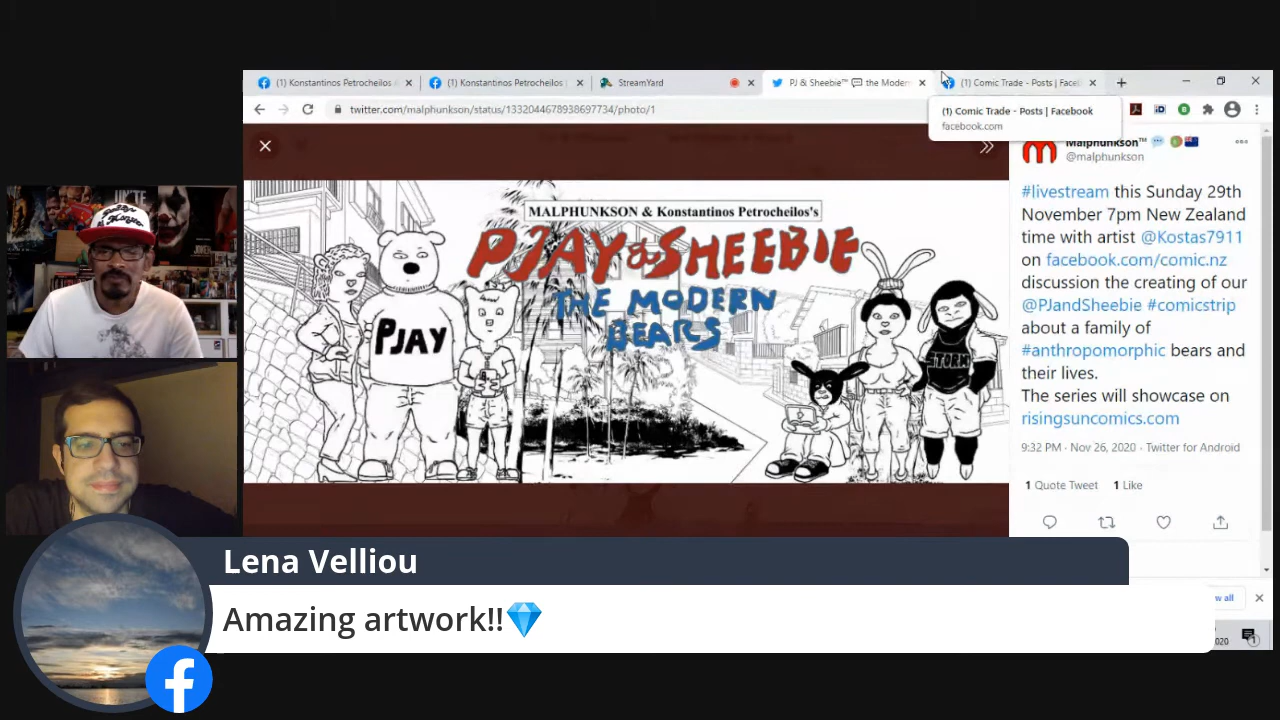 (1) Konstantinos Petrocheilos
(1) Konstantinos Petrocheilos
StreamYard
PJ & Sheebie™ 💬 the Modern
(1) Comic Trade - Posts | Face
twitter.com/malphunkson/status/1332044678938697734/photo/1
(1) Comic Trade - Posts | Facebook
facebook.com
Malphunkson™
@malphunkson
#livestream this Sunday 29th
November 7pm New Zealand
time with artist @Kostas7911
on facebook.com/comic.nz
discussion the creating of our
@PJandSheebie #comicstrip
about a family of
#anthropomorphic bears and
their lives.
The series will showcase on
risingsuncomics.com
9:32 PM · Nov 26, 2020 · Twitter for Android
1 Quote Tweet 1 Like
MALPHUNKSON & Konstantinos Petrocheilos's
PJAY & SHEEBIE
THE MODERN
BEARS
PJAY
STORM
Lena Velliou
Amazing artwork!!💎
w all
020